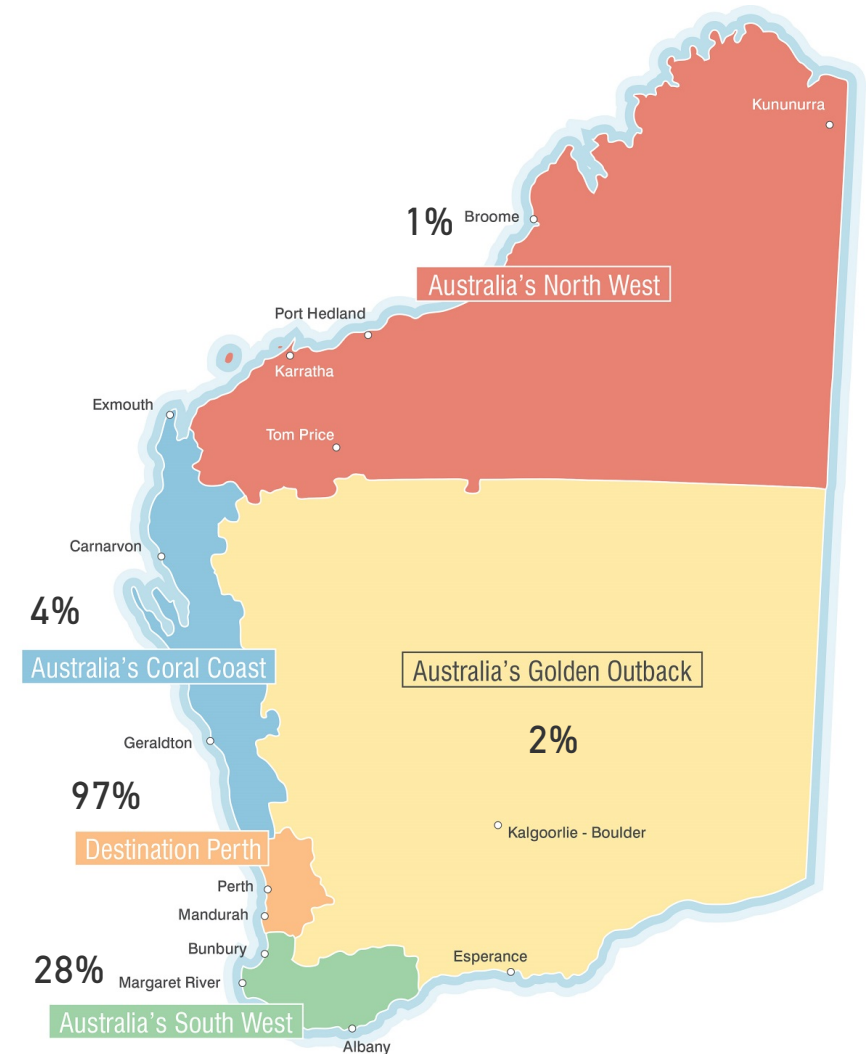 Kununurra
1%
Broome
Australia's North West
Port Hedland
Karratha
Exmouth
Tom Price
Carnarvon
4%
Australia's Coral Coast
Australia's Golden Outback
2%
Geraldton
97%
Destination Perth
Kalgoorlie - Boulder
Perth
Mandurah
Bunbury
Esperance
28%
Margaret River
Australia's South West
Albany